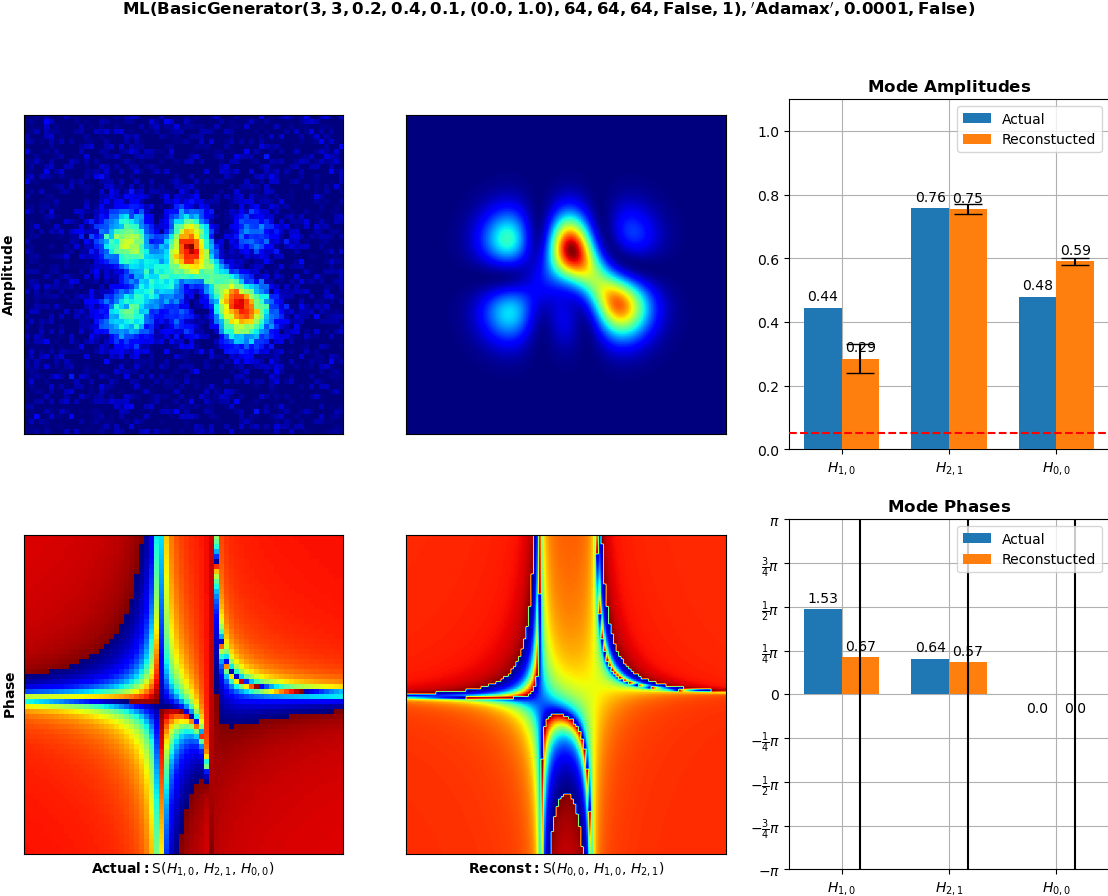 ML(BasicGenerator(3, 3, 0.2, 0.4, 0.1, (0.0, 1.0), 64, 64, 64, False, 1), ′Adamax′, 0.0001, False)
Amplitude
Mode Amplitudes
Actual
Reconstucted
1.0
0.8
0.6
0.4
0.2
0.0
0.44
0.29
0.76
0.75
0.48
0.59
H1,0
H2,1
H0,0
Phase
Actual: S(H1,0, H2,1, H0,0)
Reconst: S(H0,0, H1,0, H2,1)
Mode Phases
Actual
Reconstucted
π
3/4π
1/2π
1/4π
0
−1/4π
−1/2π
−3/4π
−π
1.53
0.67
0.64
0.57
0.0
0.0
H1,0
H2,1
H0,0